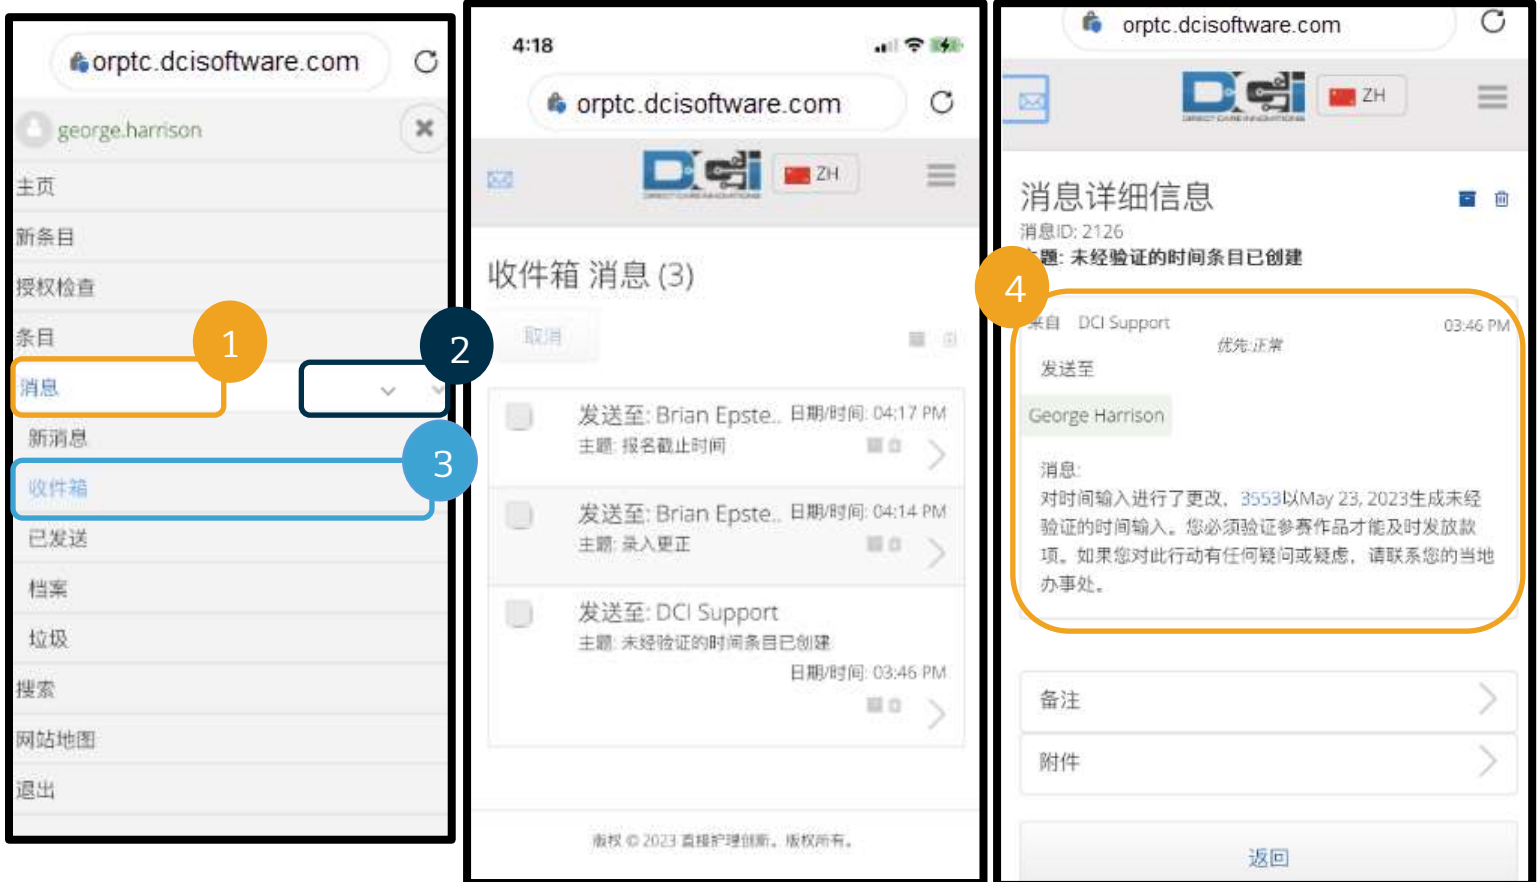 orptc.dcisoftware.com
george.harrison
主页
新条目
授权检查
条目
1
2
消息
新消息
3
收件箱
已发送
档案
垃圾
搜索
网站地图
退出
4:18
orptc.dcisoftware.com
DCI
DIRECT CARE INNOVATIONS
ZH
收件箱 消息 (3)
取消
发送至: Brian Epste.. 日期/时间: 04:17 PM
主题: 报名截止时间
发送至: Brian Epste.. 日期/时间: 04:14 PM
主题: 录入更正
发送至: DCI Support
主题: 未经验证的时间条目已创建
日期/时间: 03:46 PM
版权 © 2023 直接护理创新。版权所有。
orptc.dcisoftware.com
DCI
DIRECT CARE INNOVATIONS
ZH
消息详细信息
消息ID: 2126
主题: 未经验证的时间条目已创建
4
来自 DCI Support 03:46 PM
优先:正常
发送至
George Harrison
消息:
对时间输入进行了更改，3553以May 23, 2023生成未经
验证的时间输入。您必须验证参赛作品才能及时发放款
项。如果您对此行动有任何疑问或疑虑，请联系您的当地
办事处。
备注
附件
返回